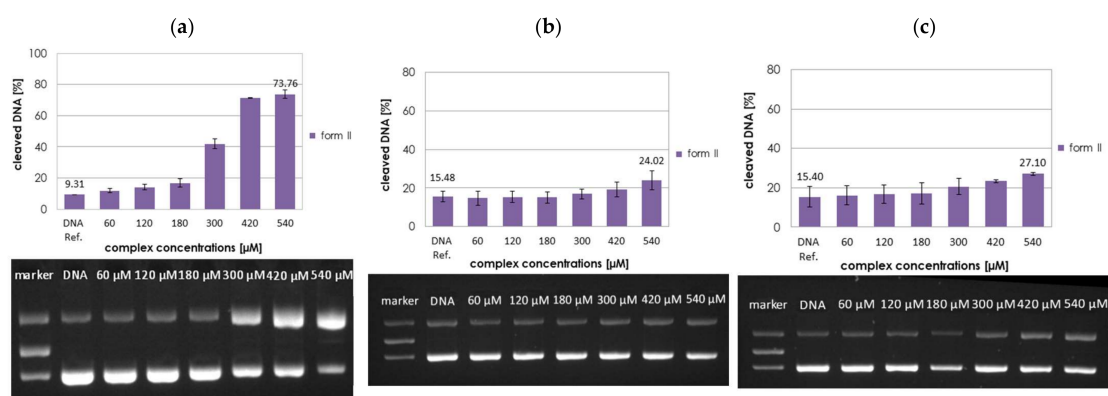 (a)
100
80
60
40
20
0
cleaved DNA [%]
9.31
73.76
form II
DNA Ref.
60
120
180
300
420
540
complex concentrations [µM]
marker DNA 60 µM 120 µM 180 µM 300 µM 420 µM 540 µM
(b)
80
60
40
20
0
cleaved DNA [%]
15.48
24.02
form II
DNA Ref.
60
120
180
300
420
540
complex concentrations [µM]
marker DNA 60 µM 120 µM 180 µM 300 µM 420 µM 540 µM
(c)
80
60
40
20
0
cleaved DNA [%]
15.40
27.10
form II
DNA Ref.
60
120
180
300
420
540
complex concentrations [µM]
marker DNA 60 µM 120 µM 180 µM 300 µM 420 µM 540 µM